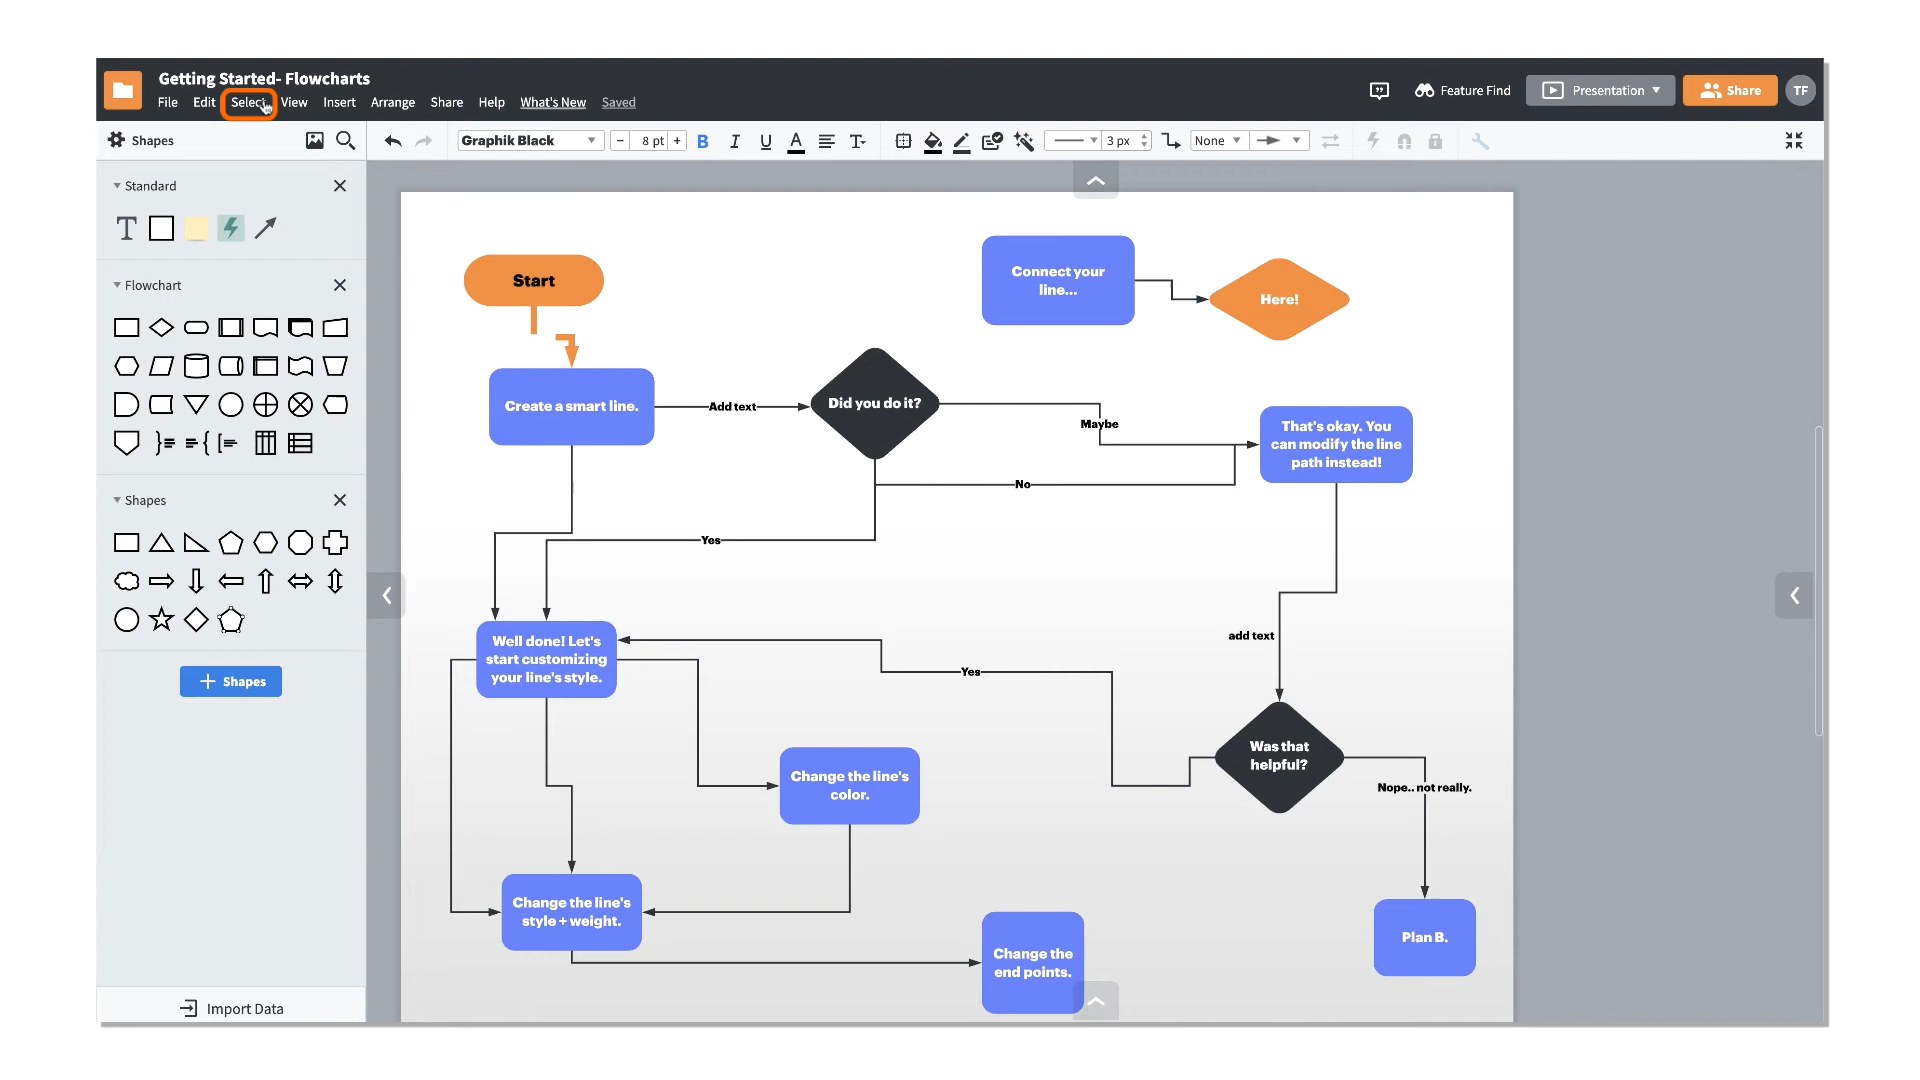 Getting Started- Flowcharts
File Edit Select View Insert Arrange Share Help What's New Saved
Feature Find
Presentation
Share
TF
Shapes
Graphik Black
− 8 pt +
B I U A T
3 px
None
Standard
T
Flowchart
Shapes
+ Shapes
Import Data
Start
Connect your
line...
Here!
Create a smart line.
Add text
Did you do it?
Maybe
That's okay. You
can modify the line
path instead!
No
Yes
add text
Well done! Let's
start customizing
your line's style.
Yes
Was that
helpful?
Change the line's
color.
Nope.. not really.
Change the line's
style + weight.
Change the
end points.
Plan B.